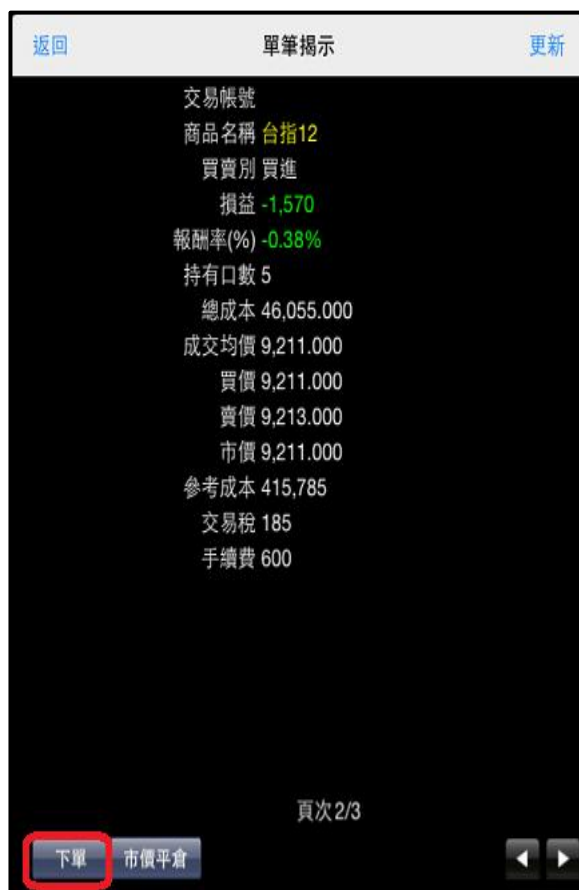 返回 單筆揭示 更新
交易帳號
商品名稱 台指12
買賣別 買進
損益 -1,570
報酬率(%) -0.38%
持有口數 5
總成本 46,055.000
成交均價 9,211.000
買價 9,211.000
賣價 9,213.000
市價 9,211.000
參考成本 415,785
交易稅 185
手續費 600
頁次2/3
下單 市價平倉